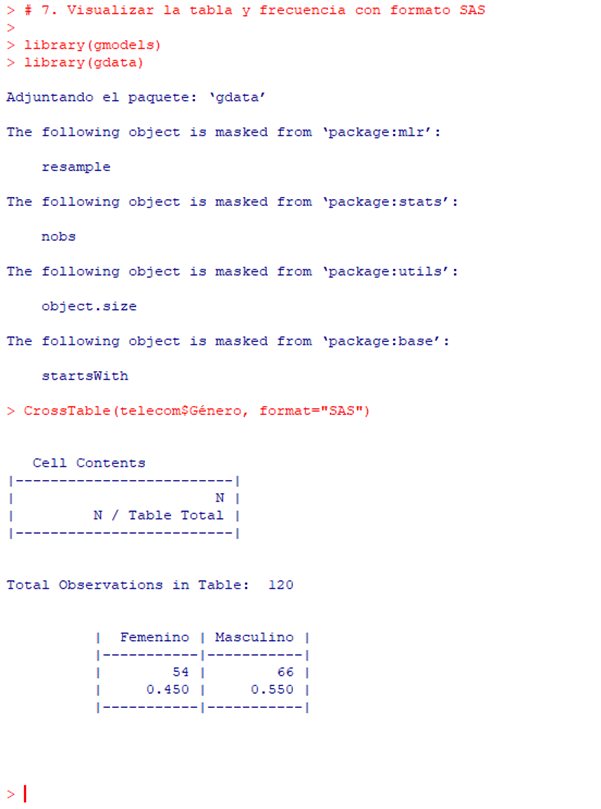 > # 7. Visualizar la tabla y frecuencia con formato SAS
>
> library(gmodels)
> library(gdata)
Adjuntando el paquete: ‘gdata’
The following object is masked from ‘package:mlr’:
    resample
The following object is masked from ‘package:stats’:
    nobs
The following object is masked from ‘package:utils’:
    object.size
The following object is masked from ‘package:base’:
    startsWith
> CrossTable(telecom$Género, format="SAS")
   Cell Contents
|-------------------------|
|                       N |
|         N / Table Total |
|-------------------------|
Total Observations in Table:  120
          |  Femenino | Masculino |
          |-----------|-----------|
          |        54 |        66 |
          |     0.450 |     0.550 |
          |-----------|-----------|
>